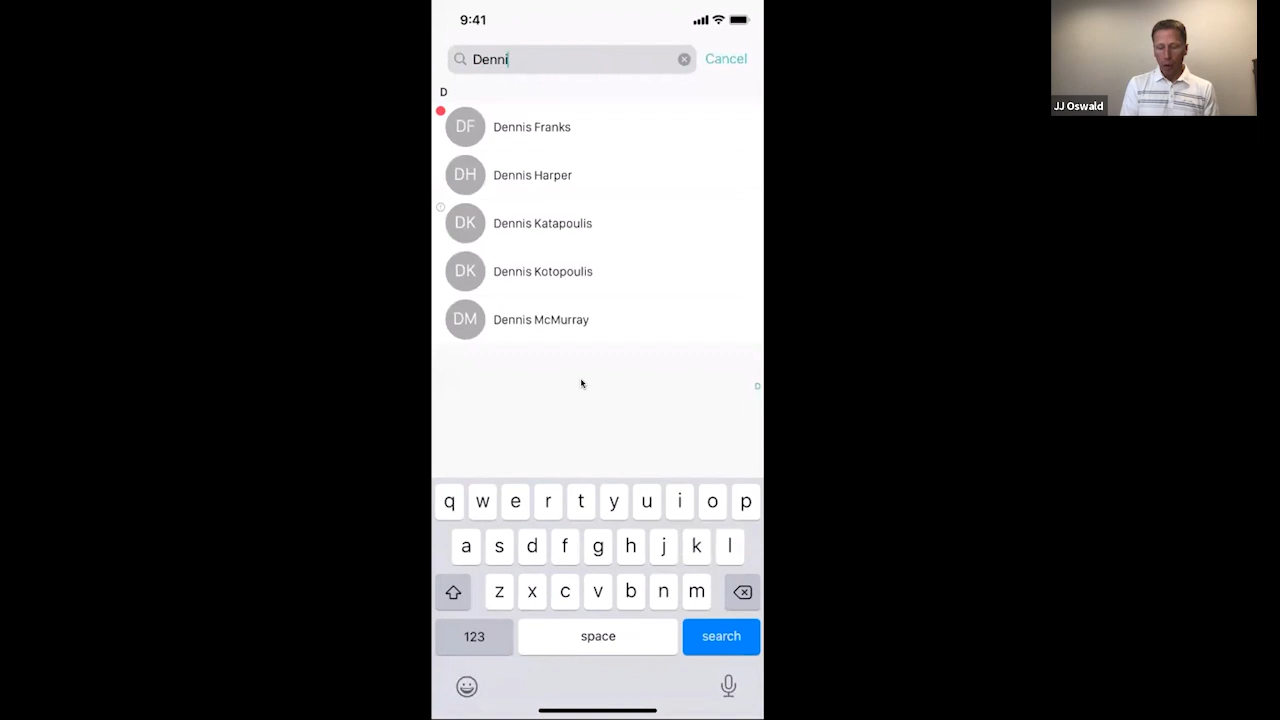 9:41
Denni
Cancel
D
DF Dennis Franks
DH Dennis Harper
DK Dennis Katapoulis
DK Dennis Kotopoulis
DM Dennis McMurray
D
q w e r t y u i o p
a s d f g h j k l
z x c v b n m
123 space search
JJ Oswald